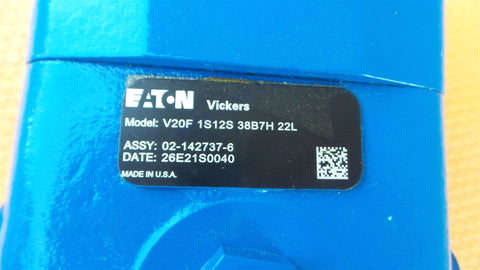 EATON Vickers
Model: V20F 1S12S 38B7H 22L
ASSY: 02-142737-6
DATE: 26E21S0040
MADE IN U.S.A.